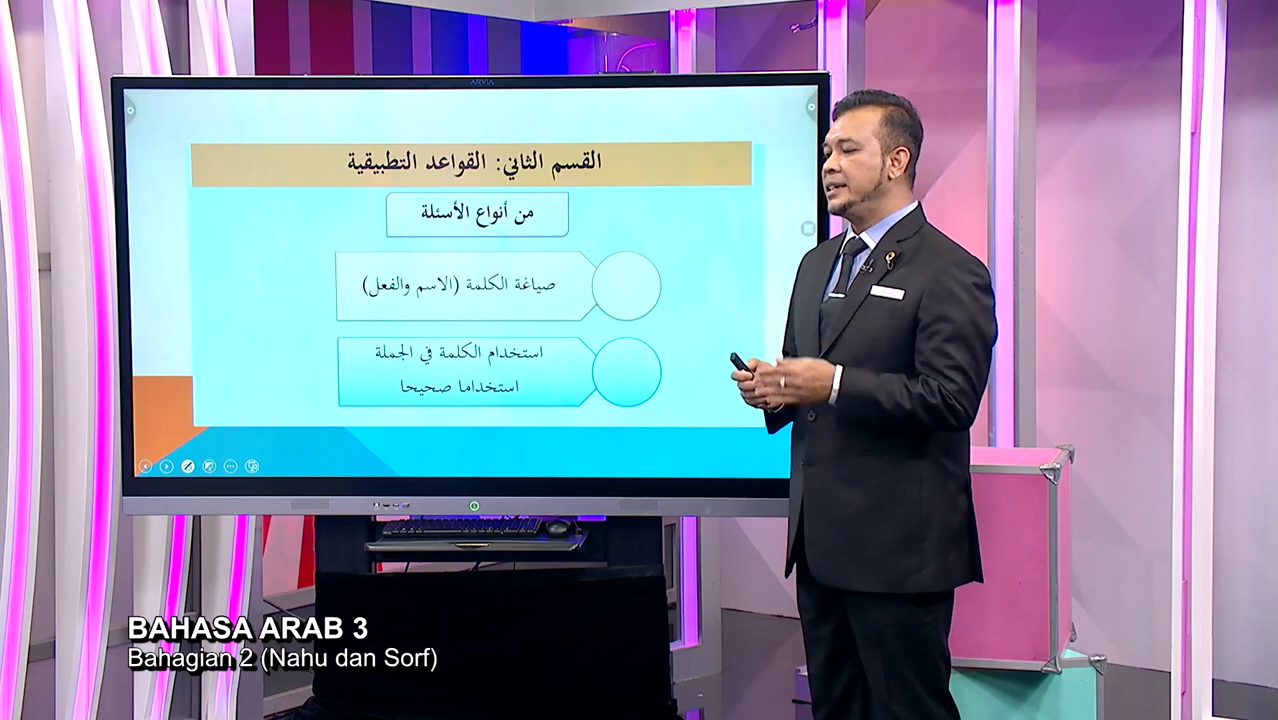 ARVIA
القسم الثاني: القواعد التطبيقية
من أنواع الأسئلة
صياغة الكلمة (الاسم والفعل)
استخدام الكلمة في الجملة
استخداما صحيحا
BAHASA ARAB 3
Bahagian 2 (Nahu dan Sorf)